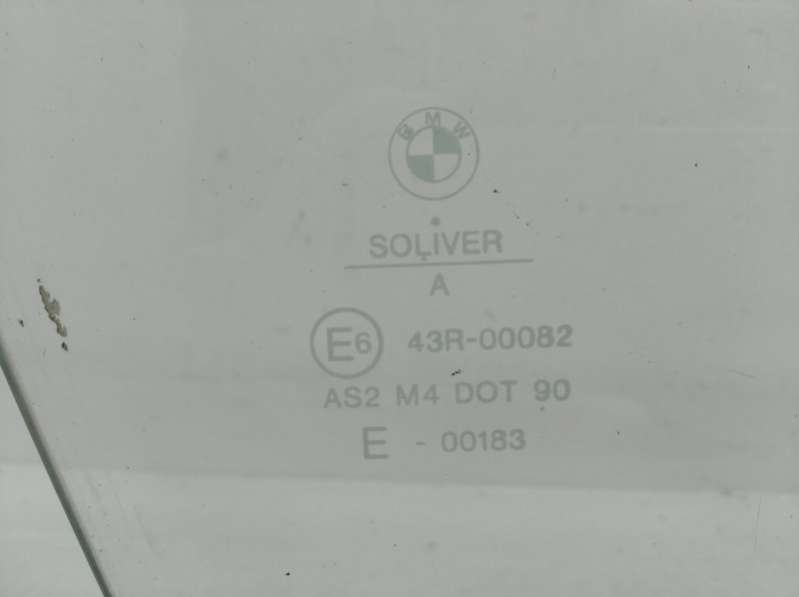 BMW
SOLIVER
A
E6 43R-00082
AS2 M4 DOT 90
E - 00183